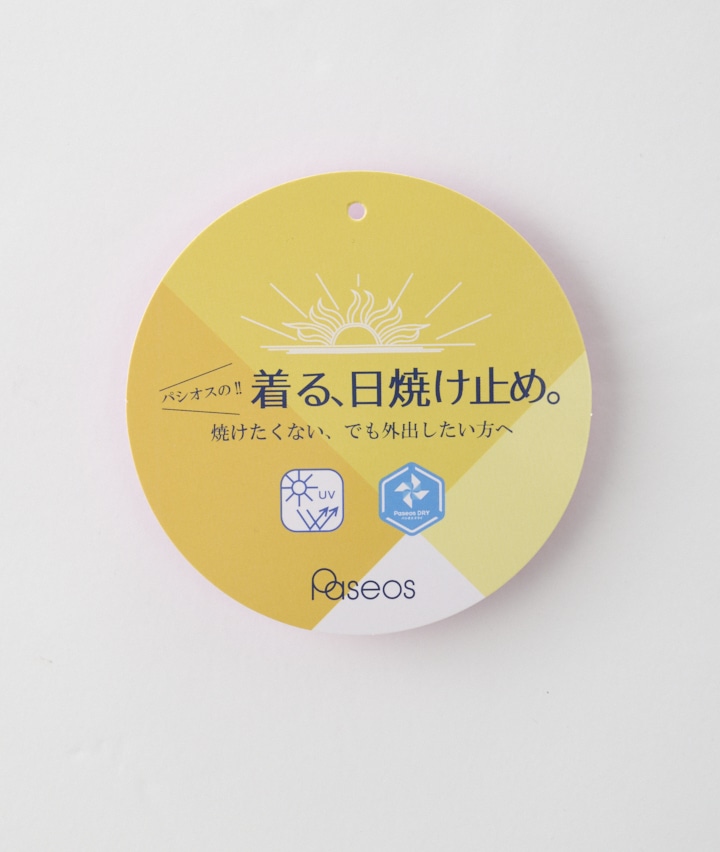 パシオスの!!
着る、日焼け止め。
焼けたくない、でも外出したい方へ
UV
Paseos DRY
Paseos